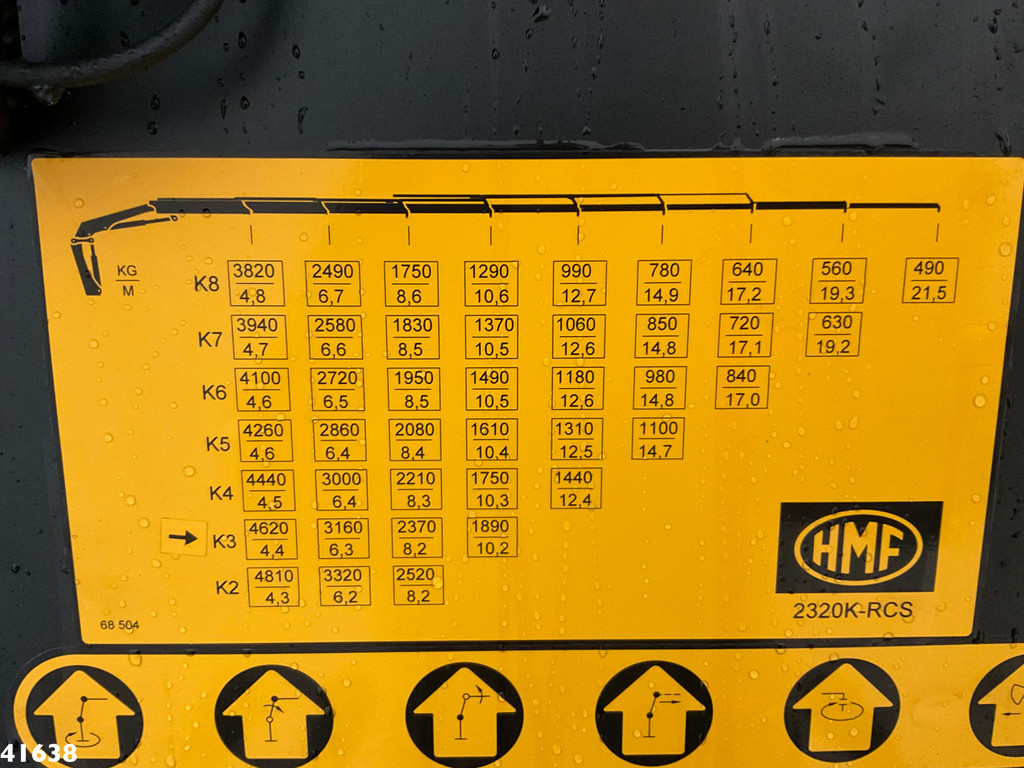 KG
M
K8 3820 2490 1750 1290 990 780 640 560 490
4,8 6,7 8,6 10,6 12,7 14,9 17,2 19,3 21,5
K7 3940 2580 1830 1370 1060 850 720 630
4,7 6,6 8,5 10,5 12,6 14,8 17,1 19,2
K6 4100 2720 1950 1490 1180 980 840
4,6 6,5 8,5 10,5 12,6 14,8 17,0
K5 4260 2860 2080 1610 1310 1100
4,6 6,4 8,4 10,4 12,5 14,7
K4 4440 3000 2210 1750 1440
4,5 6,4 8,3 10,3 12,4
K3 4620 3160 2370 1890
4,4 6,3 8,2 10,2
K2 4810 3320 2520
4,3 6,2 8,2
HMF
2320K-RCS
68 504
41638